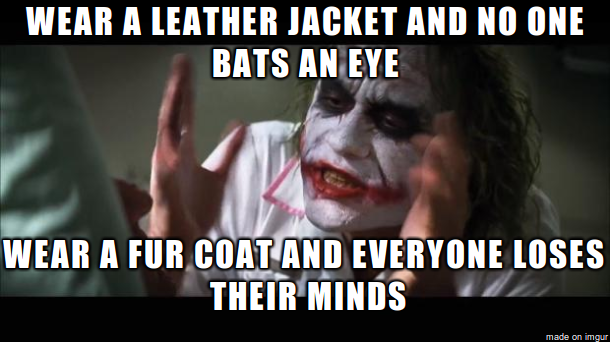 WEAR A LEATHER JACKET AND NO ONE
BATS AN EYE
WEAR A FUR COAT AND EVERYONE LOSES
THEIR MINDS
made on imgur